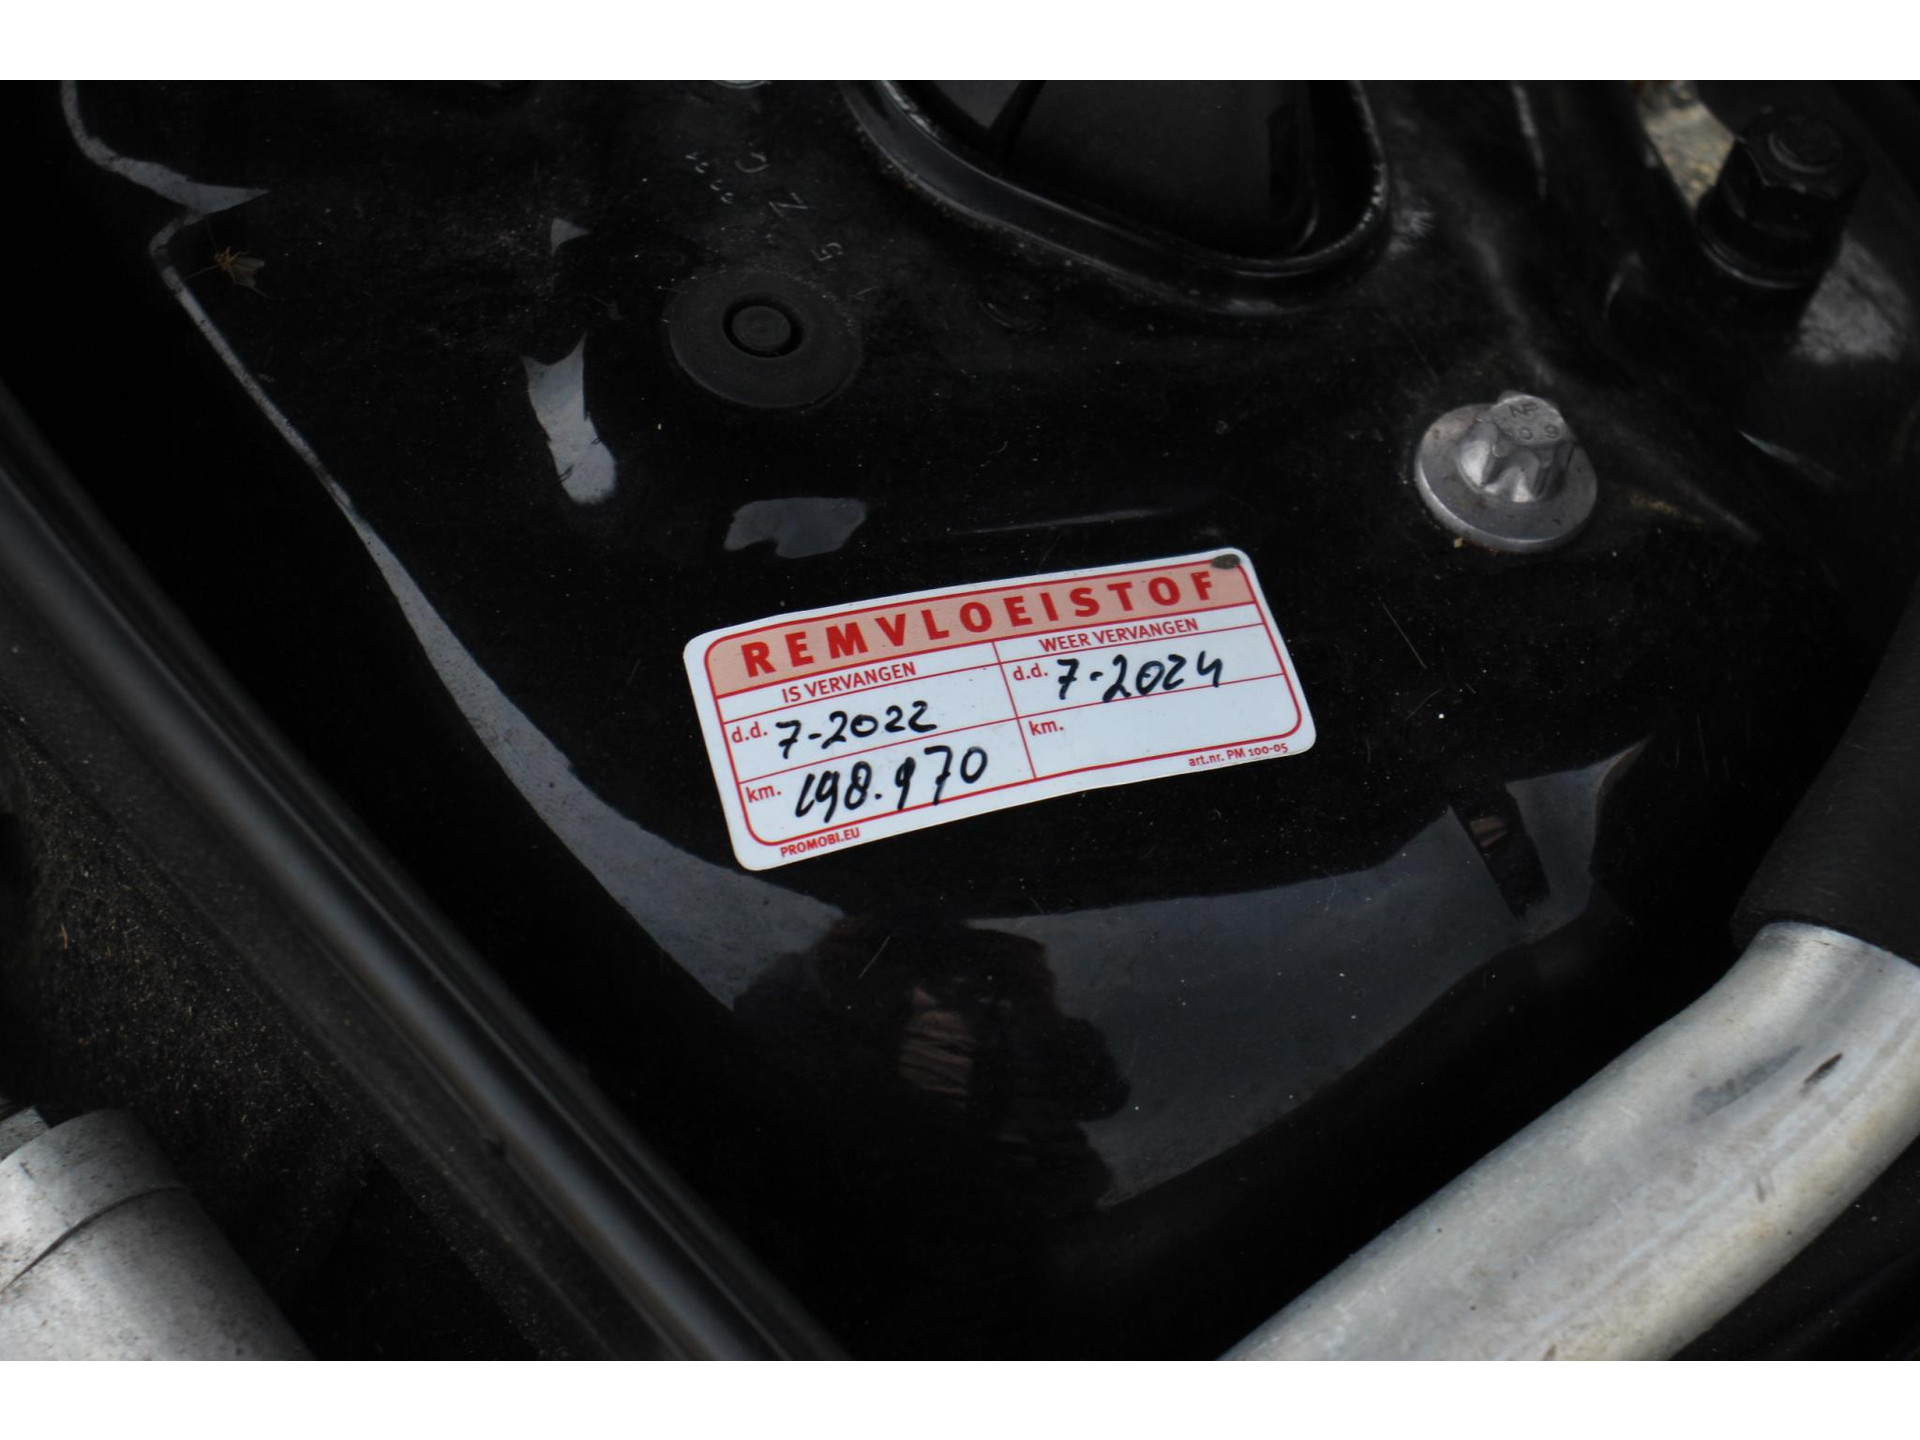 REMVLOEISTOF
IS VERVANGEN
WEER VERVANGEN
d.d. 7-2022
d.d. 7-2024
km. 198.970
km.
PROMOBI.EU
art.nr. PM 100-05